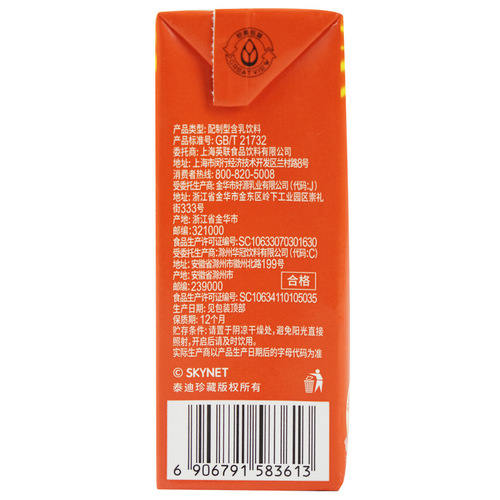 GREAT VIEW
产品类型: 配制型含乳饮料
产品标准号: GB/T 21732
委托商: 上海英联食品饮料有限公司
地址: 上海市闵行经济技术开发区兰村路8号
消费者热线: 800-820-5008
受委托生产商: 金华市好源乳业有限公司 (代码:J)
地址: 浙江省金华市金东区岭下工业园区崇礼
街333号
产地: 浙江省金华市
邮编: 321000
食品生产许可证编号: SC10633070301630
受委托生产商: 滁州华冠饮料有限公司 (代码:C)
地址: 安徽省滁州市徽州北路199号
产地: 安徽省滁州市
邮编: 239000
合格
食品生产许可证编号: SC10634110105035
生产日期: 见包装顶部
保质期: 12个月
贮存条件: 请置于阴凉干燥处, 避免阳光直接
照射, 开启后请及时饮用。
实际生产商以产品生产日期后的字母代码为准
© SKYNET
泰迪珍藏版权所有
6 906791 583613